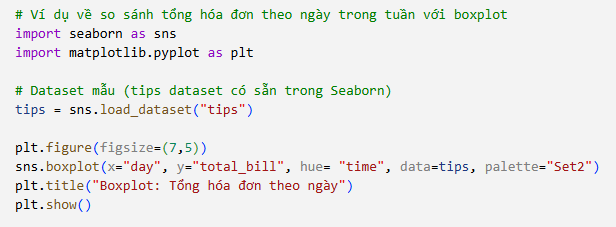 # Ví dụ về so sánh tổng hóa đơn theo ngày trong tuần với boxplot
import seaborn as sns
import matplotlib.pyplot as plt
# Dataset mẫu (tips dataset có sẵn trong Seaborn)
tips = sns.load_dataset("tips")
plt.figure(figsize=(7,5))
sns.boxplot(x="day", y="total_bill", hue= "time", data=tips, palette="Set2")
plt.title("Boxplot: Tổng hóa đơn theo ngày")
plt.show()